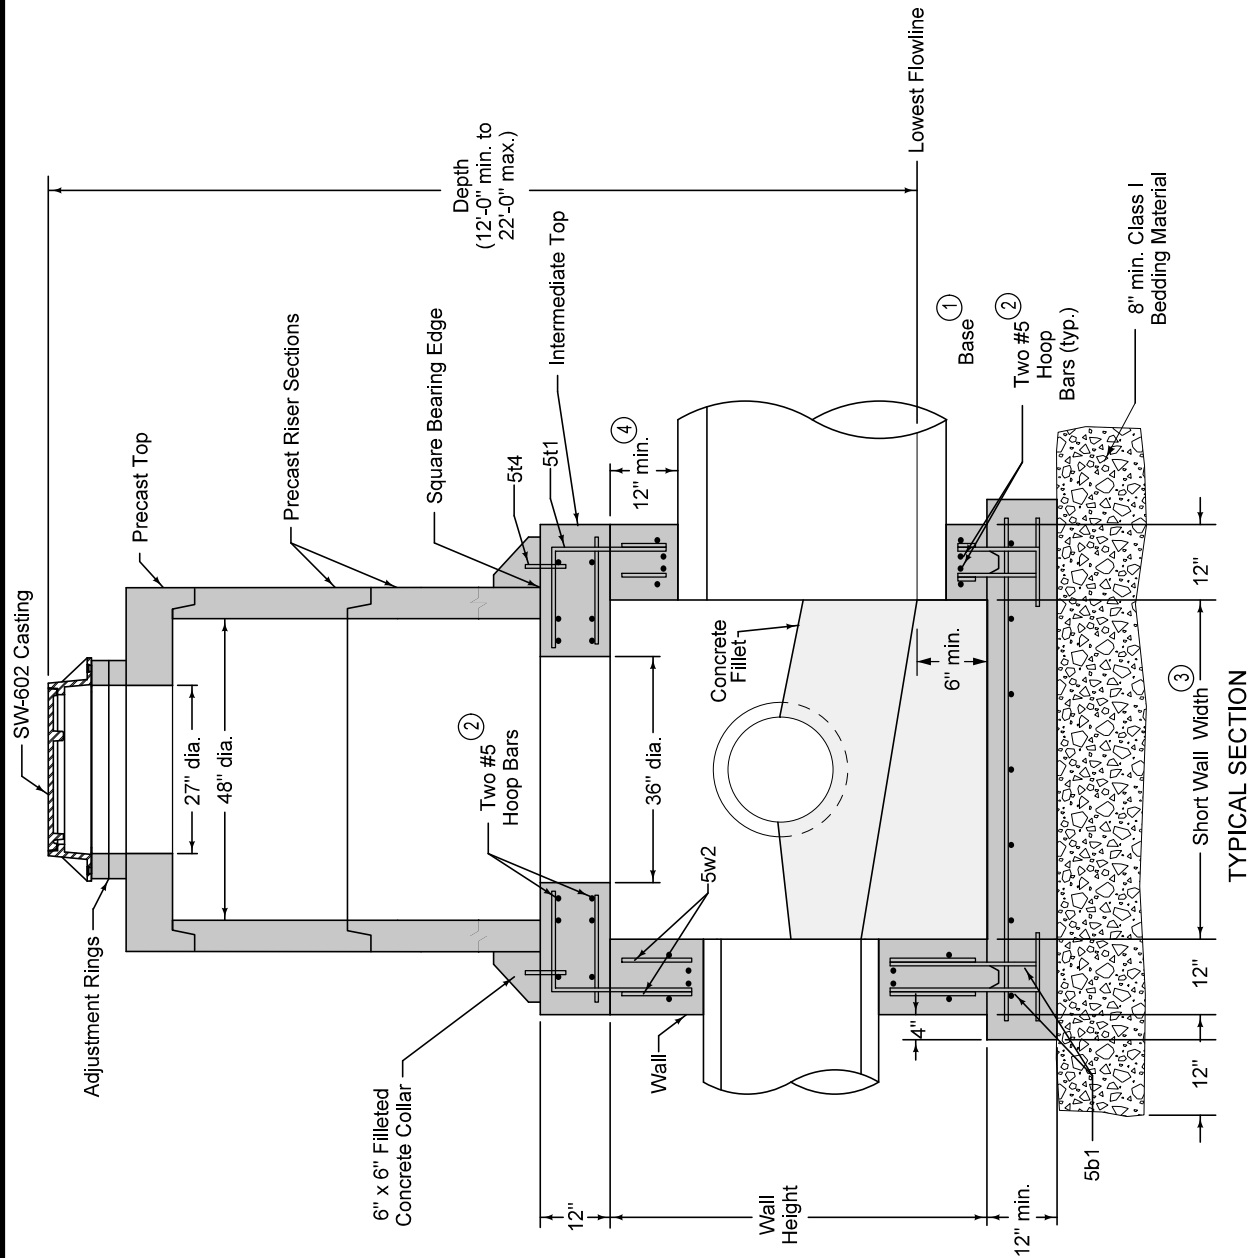 SW-602 Casting
Precast Top
Precast Riser Sections
Square Bearing Edge
Intermediate Top
Depth
(12'-0" min. to
22'-0" max.)
Lowest Flowline
Adjustment Rings
27" dia.
48" dia.
5t4
5t1
12" min.
4
6" x 6" Filleted
Concrete Collar
2
Two #5
Hoop Bars
36" dia.
5w2
Concrete
Fillet
6" min.
1
Base
2
Two #5
Hoop
Bars (typ.)
8" min. Class I
Bedding Material
Wall
4"
12"
Wall
Height
12" min.
5b1
12"
12"
Short Wall Width
3
12"
TYPICAL SECTION